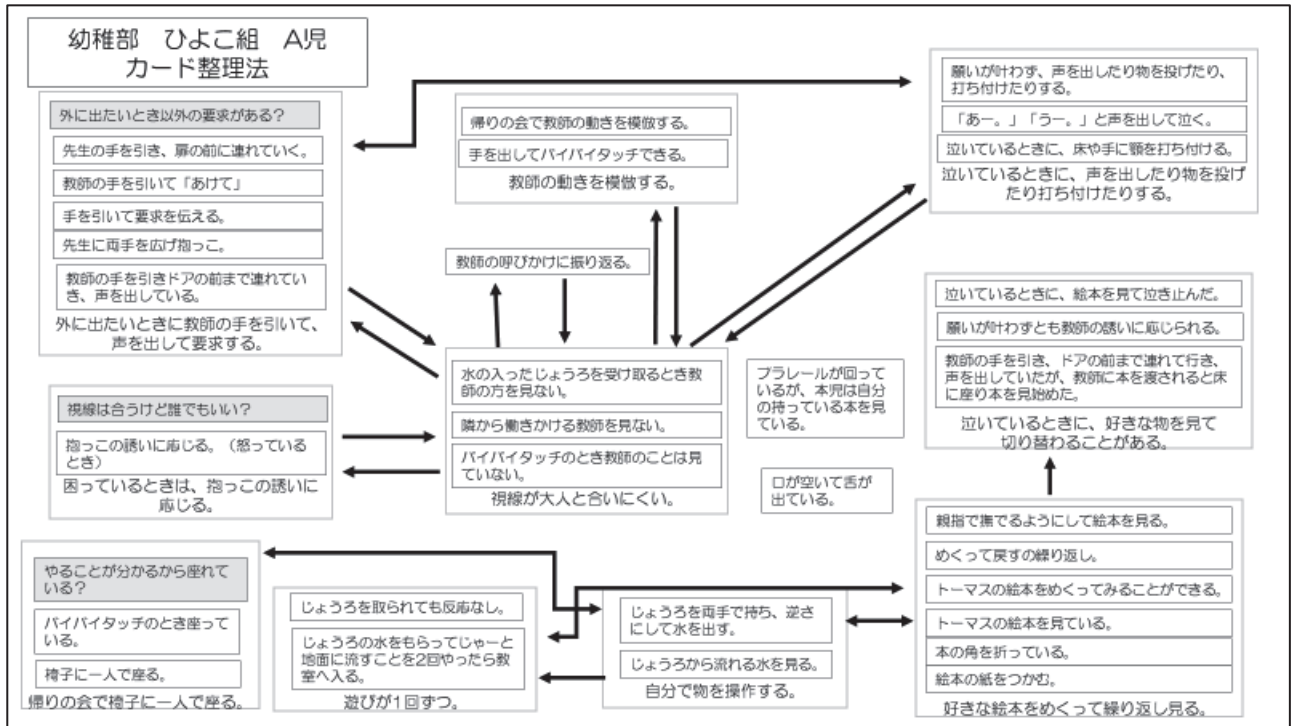 幼稚部　ひよこ組　A児
カード整理法
外に出たいとき以外の要求がある？
先生の手を引き、扉の前に連れていく。
教師の手を引いて「あけて」
手を引いて要求を伝える。
先生に両手を広げ抱っこ。
教師の手を引きドアの前まで連れてい
き、声を出している。
外に出たいときに教師の手を引いて、
声を出して要求する。
帰りの会で教師の動きを模倣する。
手を出してバイバイタッチできる。
教師の動きを模倣する。
願いが叶わず、声を出したり物を投げたり、
打ち付けたりする。
「あー。」「うー。」と声を出して泣く。
泣いているときに、床や手に顎を打ち付ける。
泣いているときに、声を出したり物を投げ
たり打ち付けたりする。
教師の呼びかけに振り返る。
泣いているときに、絵本を見て泣き止んだ。
願いが叶わずとも教師の誘いに応じられる。
教師の手を引き、ドアの前まで連れて行き、
声を出していたが、教師に本を渡されると床
に座り本を見始めた。
泣いているときに、好きな物を見て
切り替わることがある。
視線は合うけど誰でもいい？
抱っこの誘いに応じる。（怒っている
とき）
困っているときは、抱っこの誘いに
応じる。
水の入ったじょうろを受け取るとき教
師の方を見ない。
隣から働きかける教師を見ない。
バイバイタッチのとき教師のことは見
ていない。
視線が大人と合いにくい。
プラレールが回って
いるが、本児は自分
の持っている本を見
ている。
口が空いて舌が
出ている。
やることが分かるから座れて
いる？
バイバイタッチのとき座って
いる。
椅子に一人で座る。
帰りの会で椅子に一人で座る。
じょうろを取られても反応なし。
じょうろの水をもらってじゃーと
地面に流すことを2回やったら教
室へ入る。
遊びが1回ずつ。
じょうろを両手で持ち、逆さ
にして水を出す。
じょうろから流れる水を見る。
自分で物を操作する。
親指で撫でるようにして絵本を見る。
めくって戻すの繰り返し。
トーマスの絵本をめくってみることができる。
トーマスの絵本を見ている。
本の角を折っている。
絵本の紙をつかむ。
好きな絵本をめくって繰り返し見る。